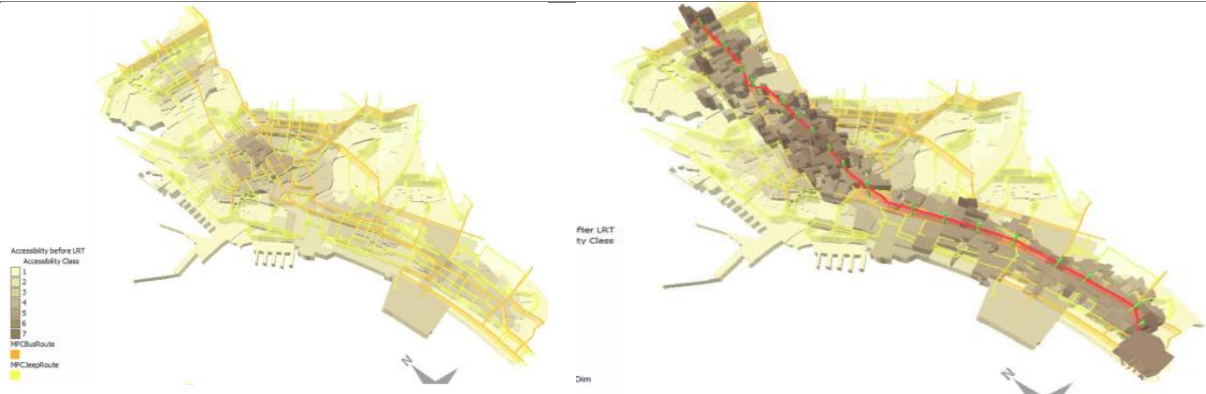 Accessibility before LRT
Accessibility Class
1
2
3
4
5
6
7
MPCBusRoute
MPCJeepRoute
N
fter LRT
ty Class
Dim
N